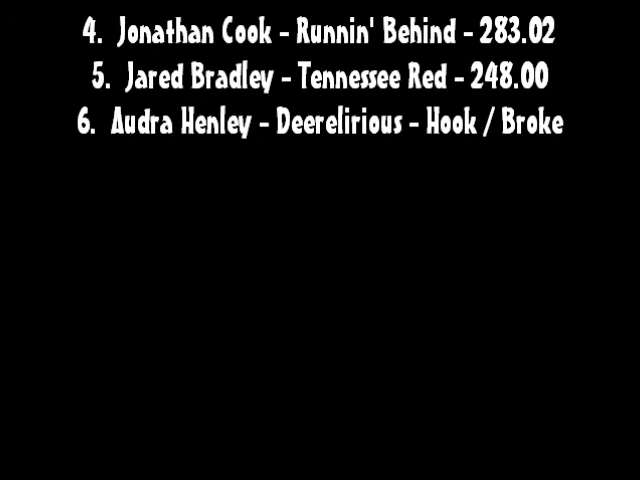 4. Jonathan Cook - Runnin' Behind - 283.02
5. Jared Bradley - Tennessee Red - 248.00
6. Audra Henley - Deerelirious - Hook / Broke